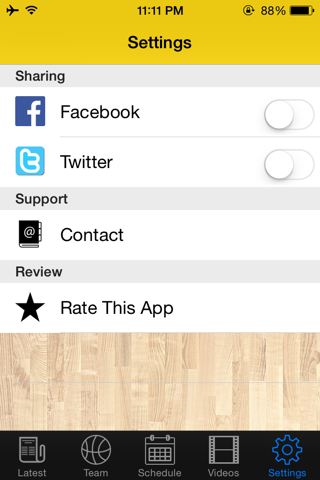 11:11 PM 88%
Settings
Sharing
Facebook
Twitter
Support
Contact
Review
Rate This App
Latest Team Schedule Videos Settings